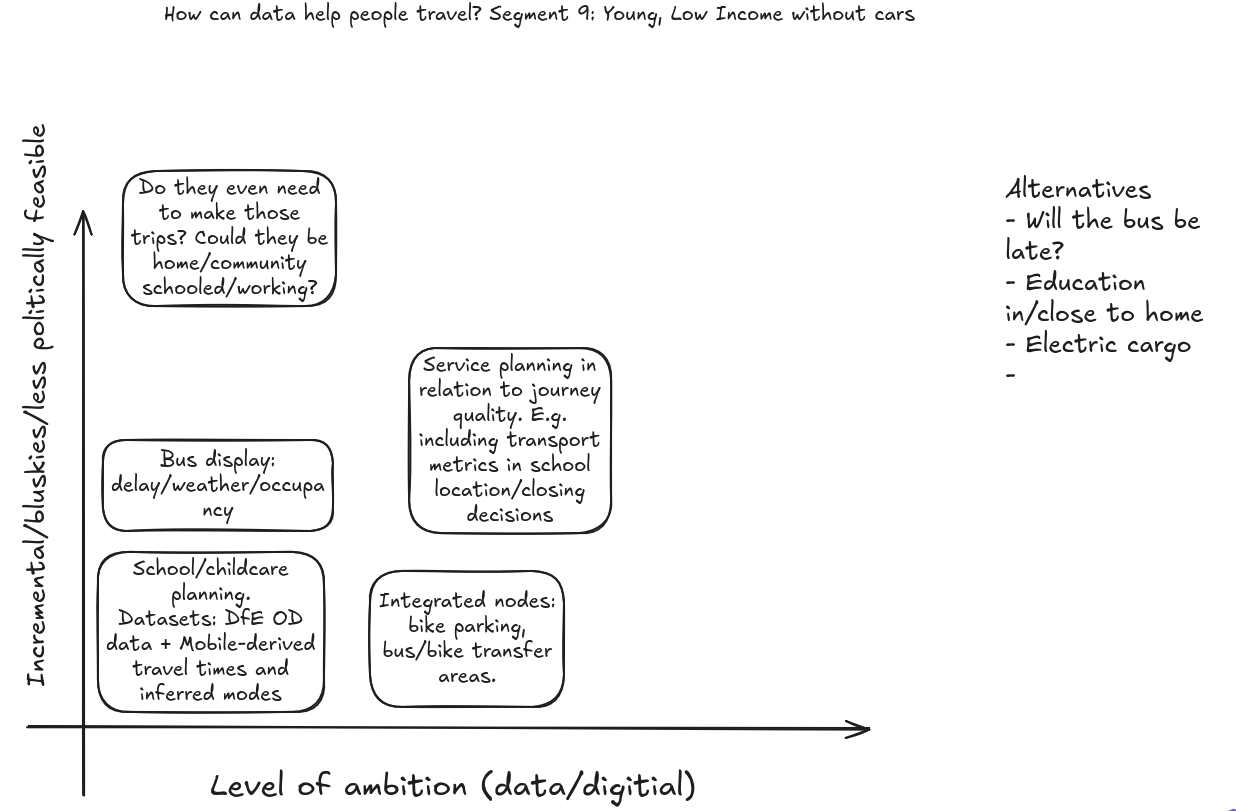 How can data help people travel? Segment 9: Young, Low Income without cars
Incremental/bluskies/less politically feasible
Do they even need
to make those
trips? Could they be
home/community
schooled/working?
Alternatives
- Will the bus be
late?
- Education
in/close to home
- Electric cargo
-
Service planning in
relation to journey
quality. E.g.
including transport
metrics in school
location/closing
decisions
Bus display:
delay/weather/occupa
ncy
School/childcare
planning.
Datasets: DfE OD
data + Mobile-derived
travel times and
inferred modes
Integrated nodes:
bike parking,
bus/bike transfer
areas.
Level of ambition (data/digitial)